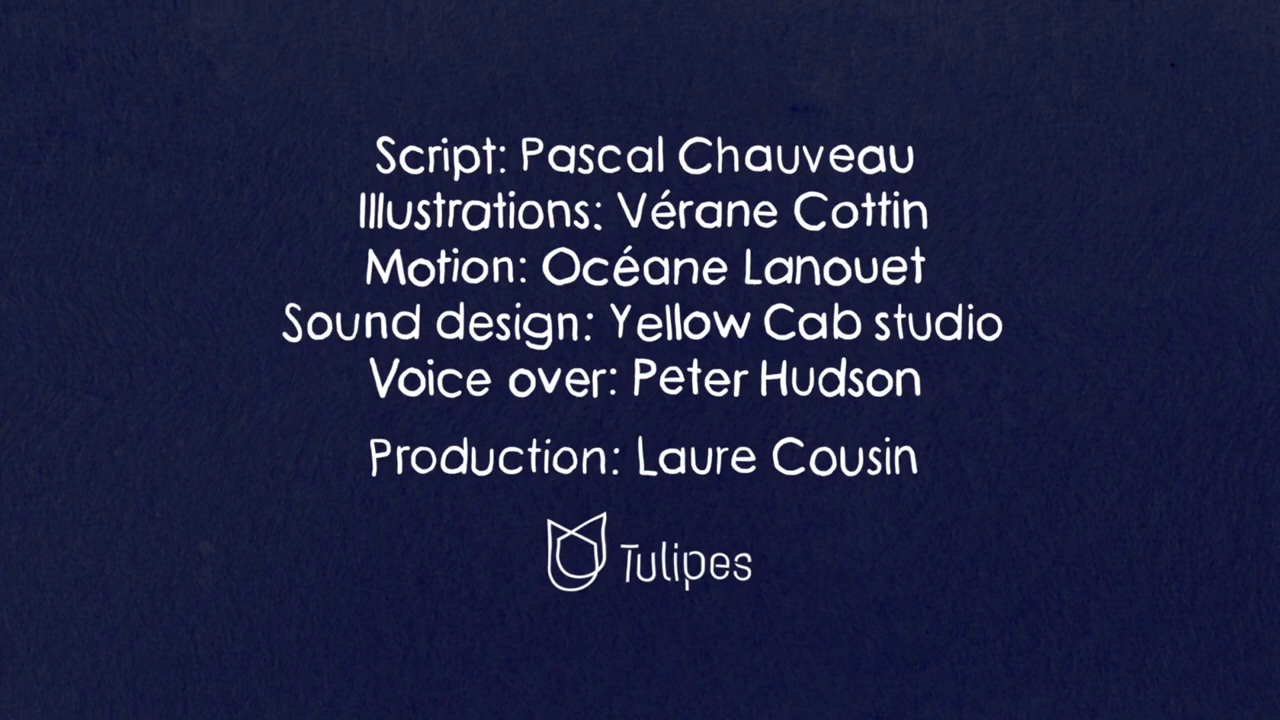 Script: Pascal Chauveau
Illustrations: Vérane Cottin
Motion: Océane Lanouet
Sound design: Yellow Cab studio
Voice over: Peter Hudson
Production: Laure Cousin
Tulipes